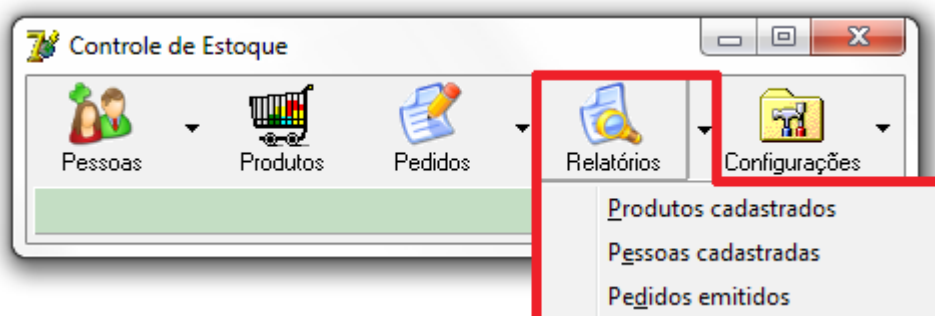 Controle de Estoque
Pessoas Produtos Pedidos Relatórios Configurações
Produtos cadastrados
Pessoas cadastradas
Pedidos emitidos